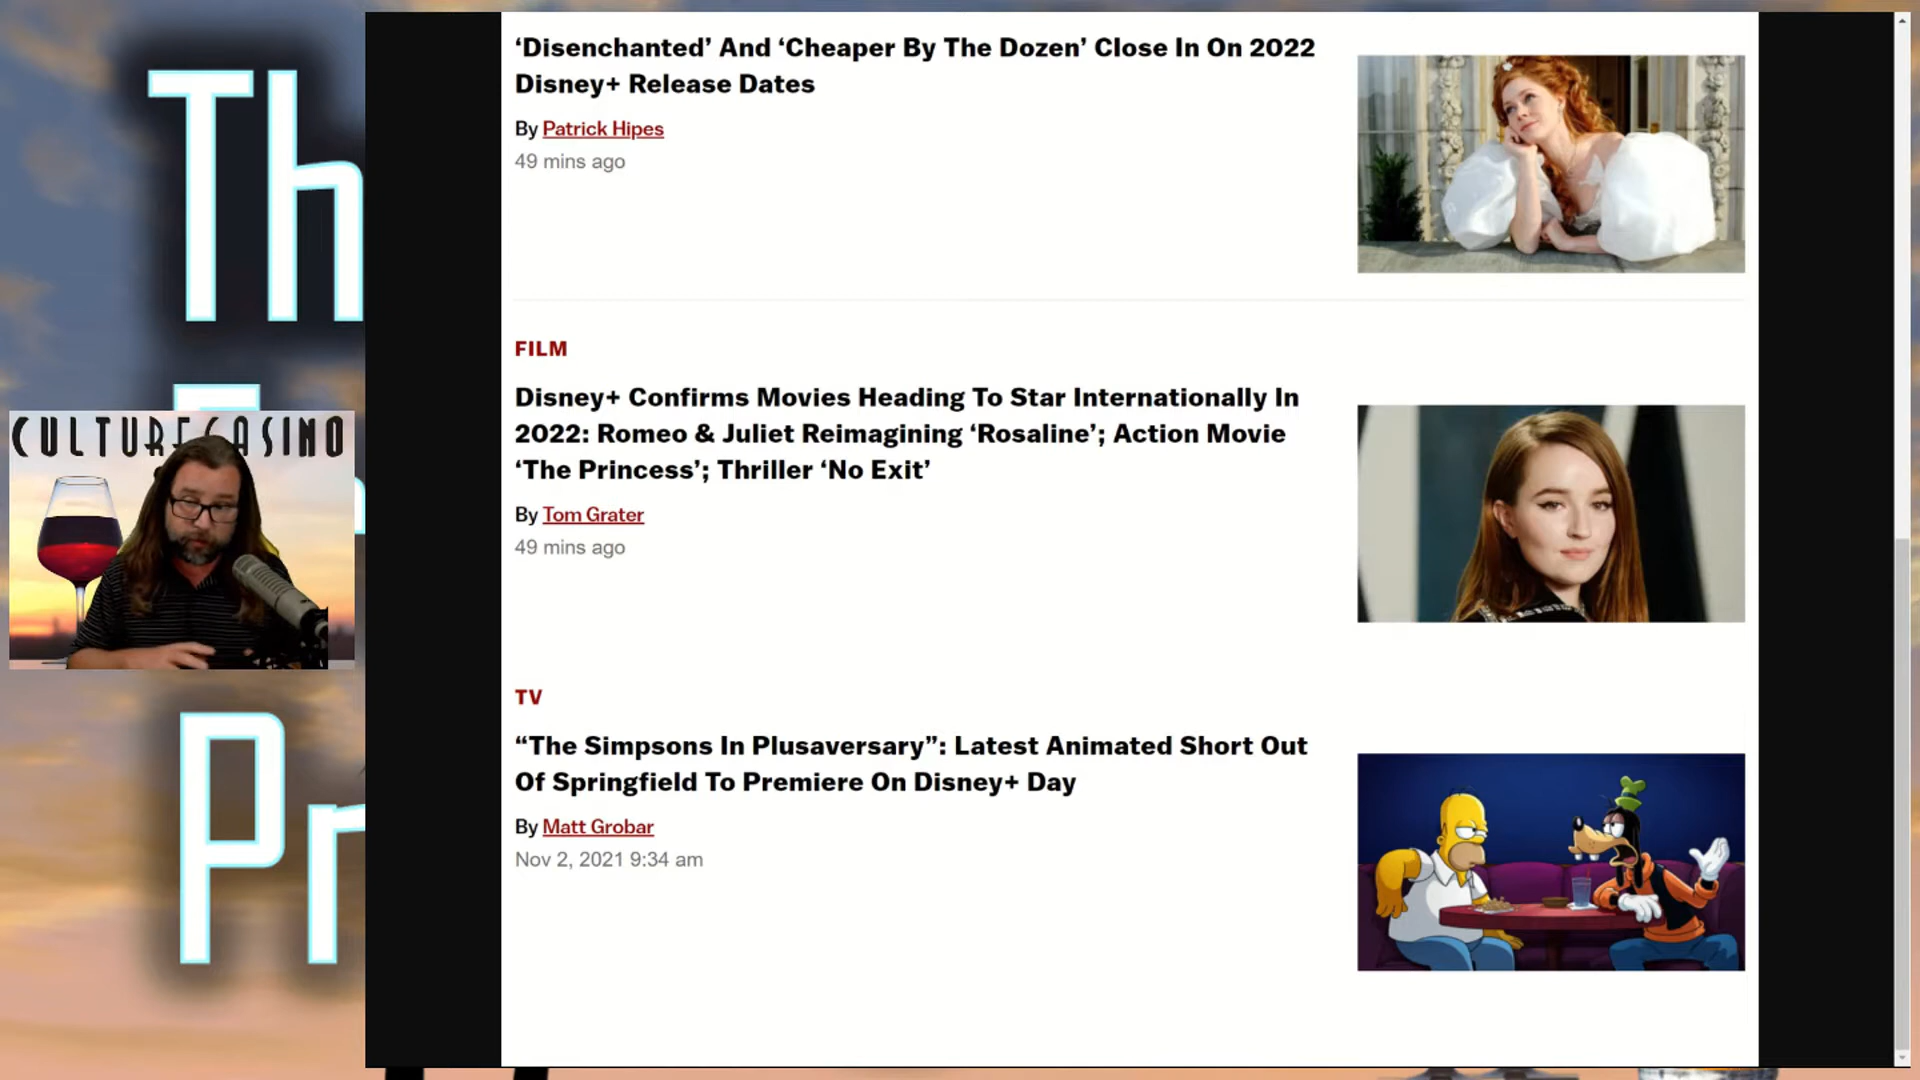 Th
‘Disenchanted’ And ‘Cheaper By The Dozen’ Close In On 2022
Disney+ Release Dates
By Patrick Hipes
49 mins ago
FILM
Disney+ Confirms Movies Heading To Star Internationally In
2022: Romeo & Juliet Reimagining ‘Rosaline’; Action Movie
‘The Princess’; Thriller ‘No Exit’
By Tom Grater
49 mins ago
CULTURE CASINO
TV
“The Simpsons In Plusaversary”: Latest Animated Short Out
Of Springfield To Premiere On Disney+ Day
By Matt Grobar
Nov 2, 2021 9:34 am
Pr